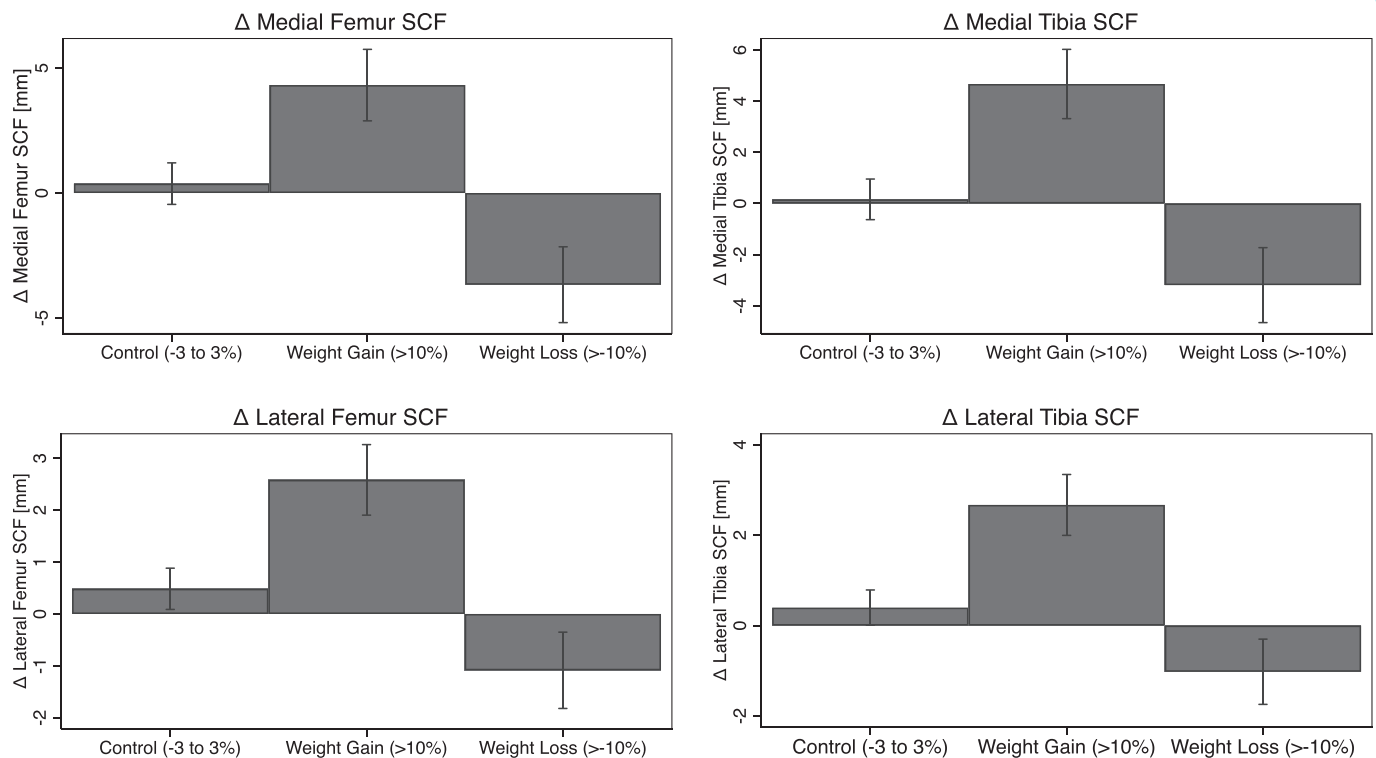 Δ Medial Femur SCF
Δ Medial Femur SCF [mm]
5
0
-5
Control (-3 to 3%)
Weight Gain (>10%)
Weight Loss (>-10%)
Δ Medial Tibia SCF
Δ Medial Tibia SCF [mm]
6
4
2
0
-2
-4
Control (-3 to 3%)
Weight Gain (>10%)
Weight Loss (>-10%)
Δ Lateral Femur SCF
Δ Lateral Femur SCF [mm]
3
2
1
0
-1
-2
Control (-3 to 3%)
Weight Gain (>10%)
Weight Loss (>-10%)
Δ Lateral Tibia SCF
Δ Lateral Tibia SCF [mm]
4
2
0
-2
Control (-3 to 3%)
Weight Gain (>10%)
Weight Loss (>-10%)